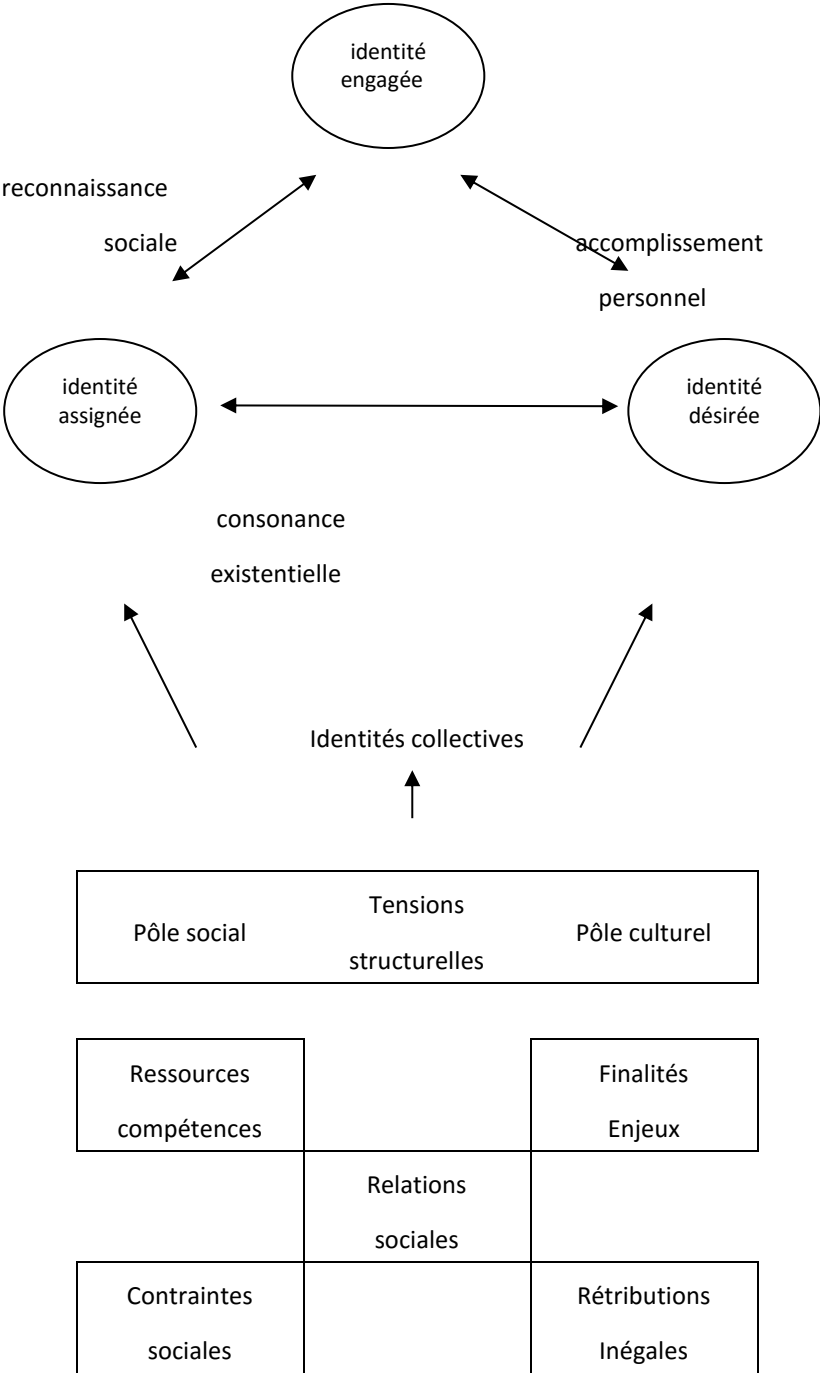 identité
engagée
reconnaissance
sociale
accomplissement
personnel
identité
assignée
identité
désirée
consonance
existentielle
Identités collectives
Pôle social
Tensions
structurelles
Pôle culturel
Ressources
compétences
Finalités
Enjeux
Relations
sociales
Contraintes
sociales
Rétributions
Inégales